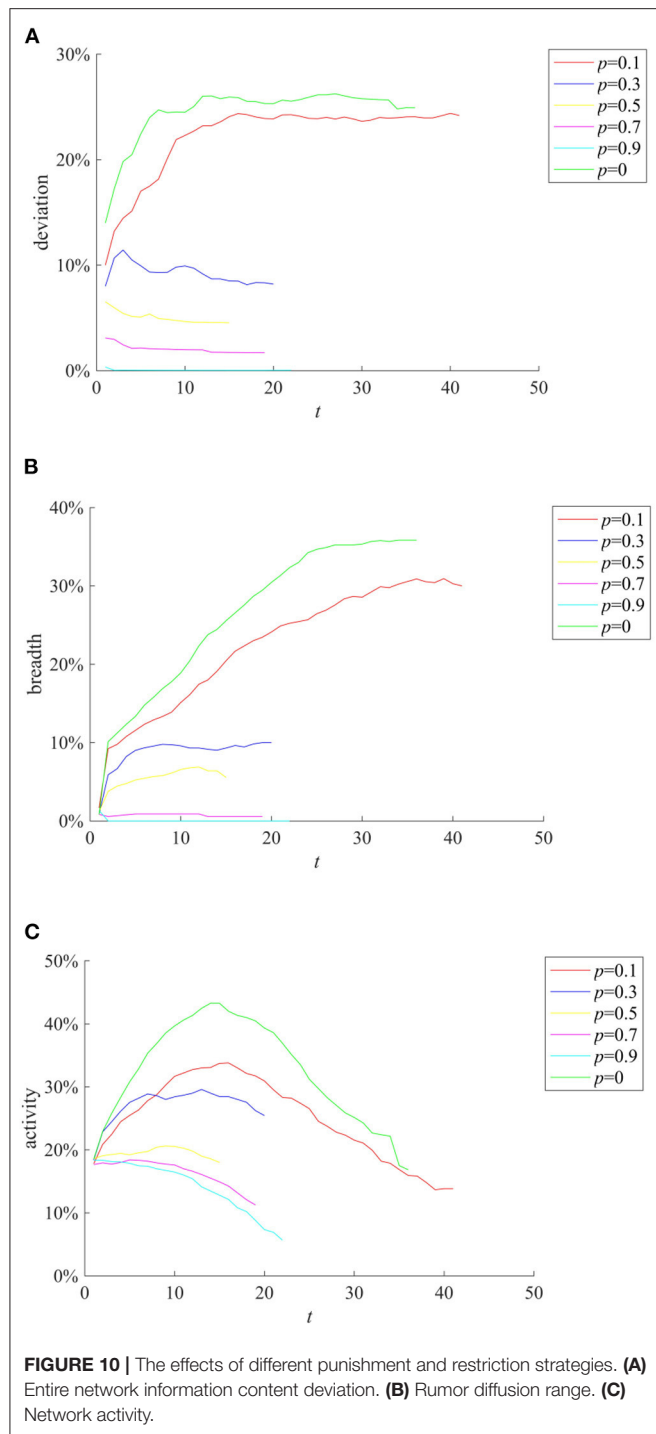 A
30%
20%
10%
0%
deviation
0 10 20 30 40 50
t
p=0.1
p=0.3
p=0.5
p=0.7
p=0.9
p=0
B
40%
30%
20%
10%
0%
breadth
0 10 20 30 40 50
t
p=0.1
p=0.3
p=0.5
p=0.7
p=0.9
p=0
C
50%
40%
30%
20%
10%
0%
activity
0 10 20 30 40 50
t
p=0.1
p=0.3
p=0.5
p=0.7
p=0.9
p=0
FIGURE 10 | The effects of different punishment and restriction strategies. (A)
Entire network information content deviation. (B) Rumor diffusion range. (C)
Network activity.